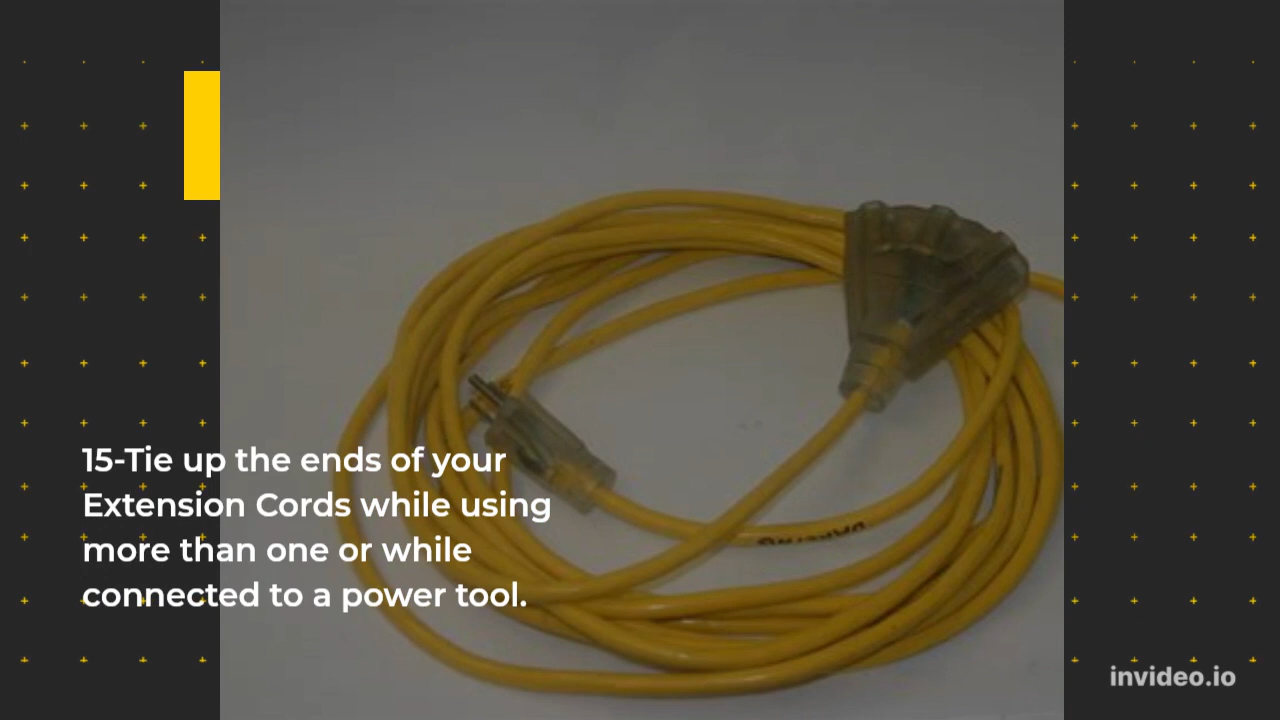 15-Tie up the ends of your
Extension Cords while using
more than one or while
connected to a power tool.
invideo.io